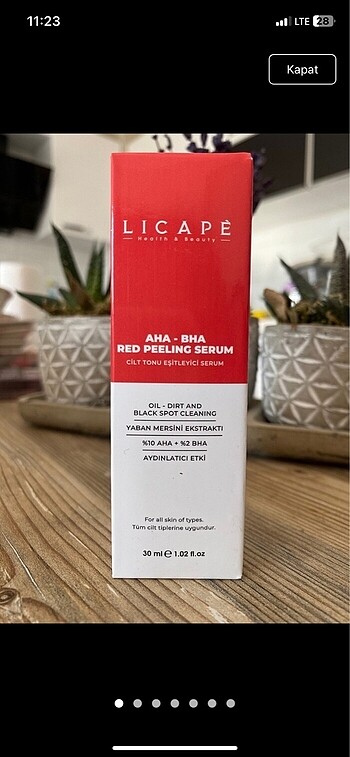 11:23
LTE 28
Kapat
LICAPÈ
Health & Beauty
AHA - BHA
RED PEELING SERUM
CİLT TONU EŞİTLEYİCİ SERUM
OIL - DIRT AND
BLACK SPOT CLEANING
YABAN MERSİNİ EKSTRAKTI
%10 AHA + %2 BHA
AYDINLATICI ETKİ
For all skin of types.
Tüm cilt tiplerine uygundur.
30 ml ℮ 1.02 fl.oz